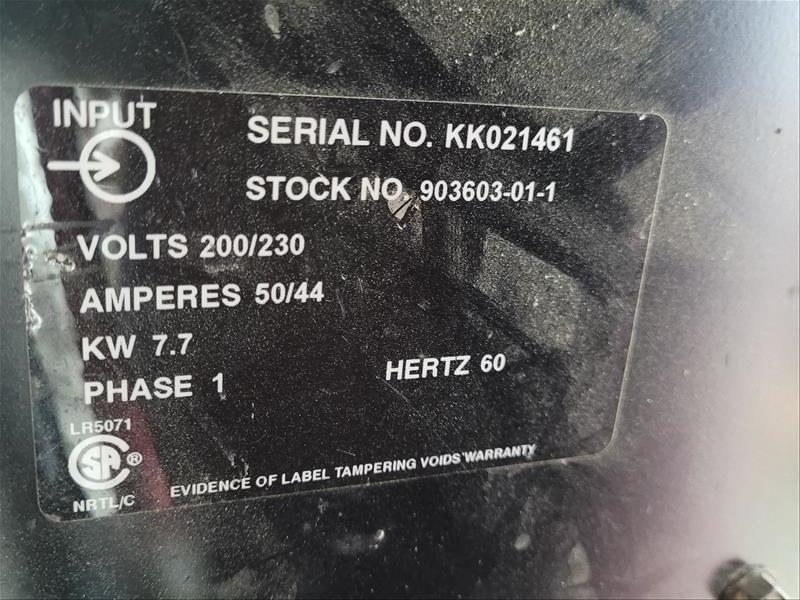 INPUT
SERIAL NO. KK021461
STOCK NO. 903603-01-1
VOLTS 200/230
AMPERES 50/44
KW 7.7
PHASE 1
HERTZ 60
LR5071
SA®
NRTL/C
EVIDENCE OF LABEL TAMPERING VOIDS WARRANTY